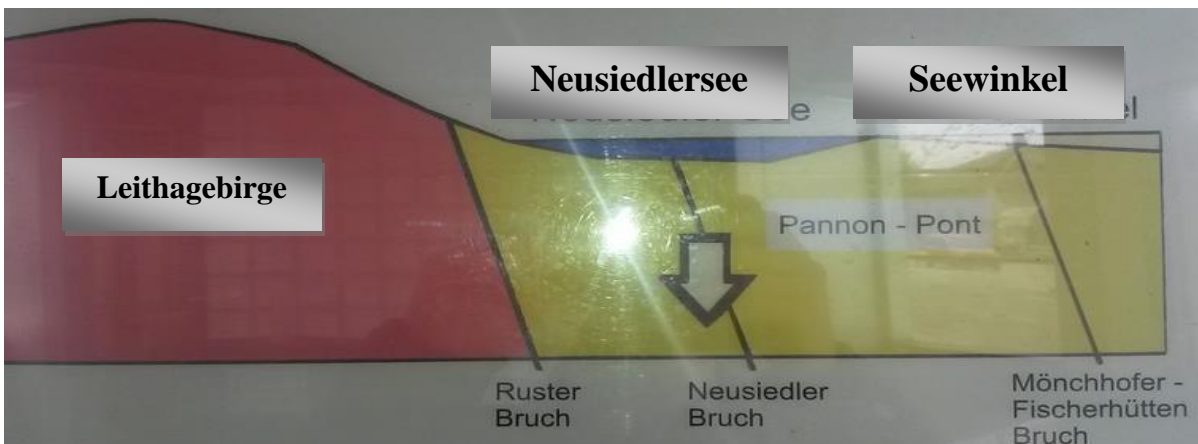 Neusiedlersee
Seewinkel
Leithagebirge
Pannon - Pont
Ruster
Bruch
Neusiedler
Bruch
Mönchhofer -
Fischerhütten
Bruch